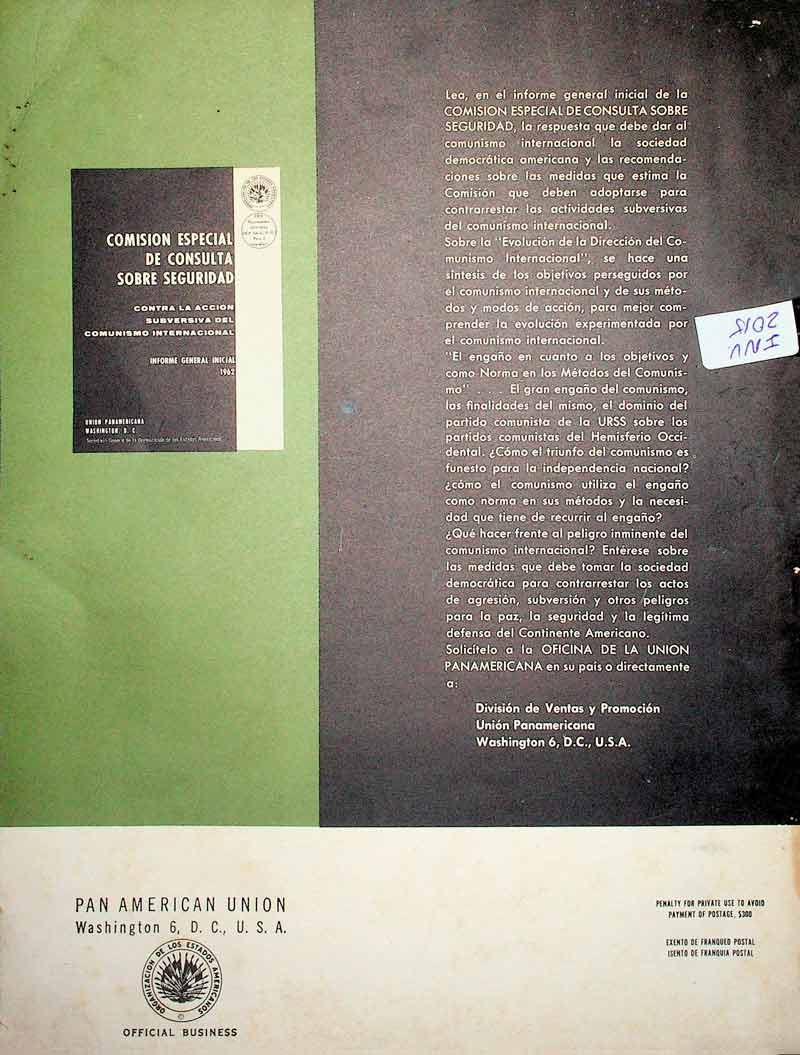 COMISION ESPECIAL
DE CONSULTA
SOBRE SEGURIDAD
CONTRA LA ACCION
SUBVERSIVA DEL
COMUNISMO INTERNACIONAL
INFORME GENERAL INICIAL
1962
UNION PANAMERICANA
WASHINGTON, D. C.
Secretaría General de la Organización de los Estados Americanos
Lea, en el informe general inicial de la
COMISION ESPECIAL DE CONSULTA SOBRE
SEGURIDAD, la respuesta que debe dar al
comunismo internacional la sociedad
democrática americana y las recomenda-
ciones sobre las medidas que estima la
Comisión que deben adoptarse para
contrarrestar las actividades subversivas
del comunismo internacional.
Sobre la "Evolución de la Dirección del Co-
munismo Internacional", se hace una
síntesis de los objetivos perseguidos por
el comunismo internacional y de sus méto-
dos y modos de acción, para mejor com-
prender la evolución experimentada por
el comunismo internacional.
"El engaño en cuanto a los objetivos y
como Norma en los Métodos del Comunis-
mo" . . . . El gran engaño del comunismo,
las finalidades del mismo, el dominio del
partido comunista de la URSS sobre los
partidos comunistas del Hemisferio Occi-
dental. ¿Cómo el triunfo del comunismo es
funesto para la independencia nacional?
¿cómo el comunismo utiliza el engaño
como norma en sus métodos y la necesi-
dad que tiene de recurrir al engaño?
¿Qué hacer frente al peligro inminente del
comunismo internacional? Entérese sobre
las medidas que debe tomar la sociedad
democrática para contrarrestar los actos
de agresión, subversión y otros peligros
para la paz, la seguridad y la legítima
defensa del Continente Americano.
Solicítelo a la OFICINA DE LA UNION
PANAMERICANA en su país o directamente
a:
División de Ventas y Promoción
Unión Panamericana
Washington 6, D.C., U.S.A.
INV
2018
PAN AMERICAN UNION
Washington 6, D. C., U. S. A.
ORGANIZACION DE LOS ESTADOS AMERICANOS
©
OFFICIAL BUSINESS
PENALTY FOR PRIVATE USE TO AVOID
PAYMENT OF POSTAGE, $300
EXENTO DE FRANQUEO POSTAL
ISENTO DE FRANQUIA POSTAL